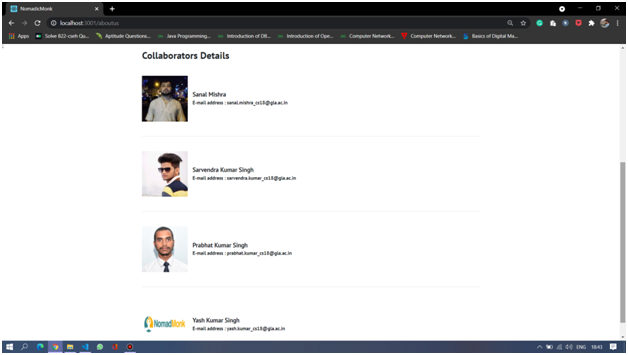 NomadicMonk
localhost:3001/aboutus
Apps
Solve B22-cseh Qu...
Aptitude Questions...
Java Programming...
Introduction of DB...
Introduction of Ope...
Computer Network...
Computer Network...
Basics of Digital Ma...
Collaborators Details
Sanal Mishra
E-mail address : sanal.mishra_cs18@gla.ac.in
Sarvendra Kumar Singh
E-mail address : sarvendra.kumar_cs18@gla.ac.in
Prabhat Kumar Singh
E-mail address : prabhat.kumar_cs18@gla.ac.in
NomadMonk
Yash Kumar Singh
E-mail address : yash.kumar_cs18@gla.ac.in
ENG
18:43